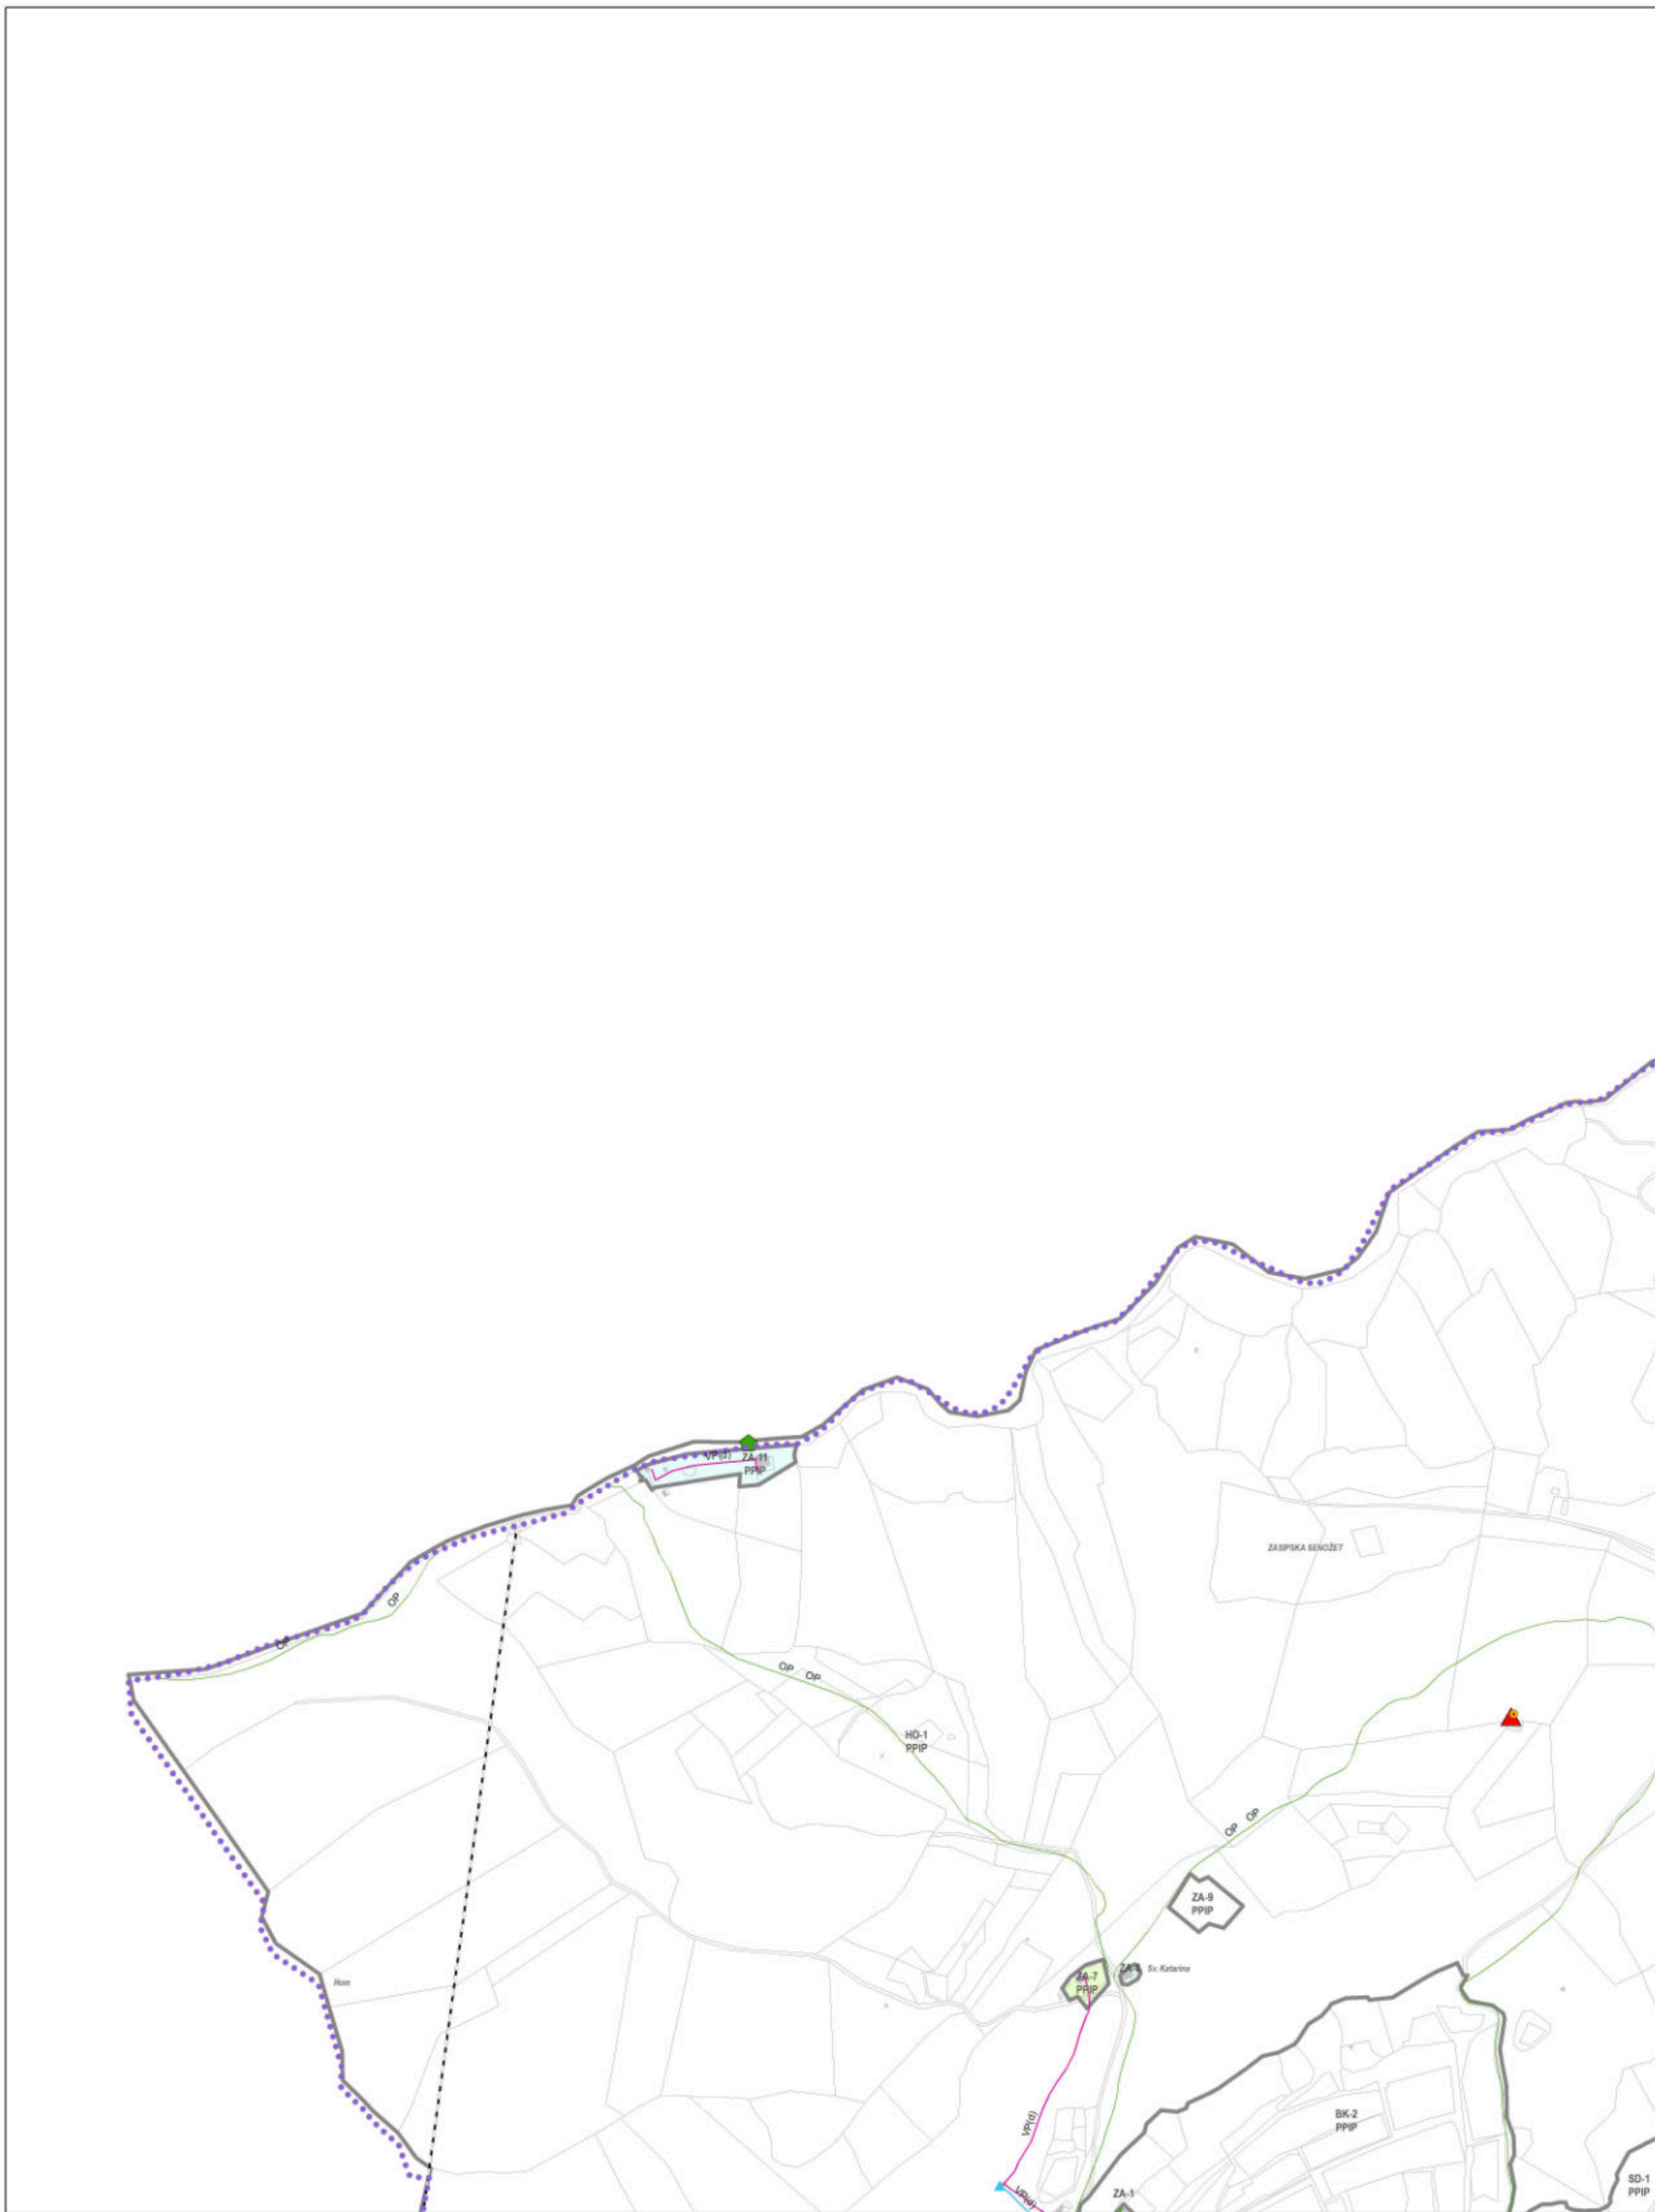 VP(d)
ZA-11
PPIP
ZASIPSKA SENOŽET
OP
OP
OP
OP
HO-1
PPIP
OP
OP
ZA-9
PPIP
Sv. Katarina
ZA-7
PPIP
Hom
BK-2
PPIP
VP(d)
SD-1
PPIP
VP(d)
ZA-1